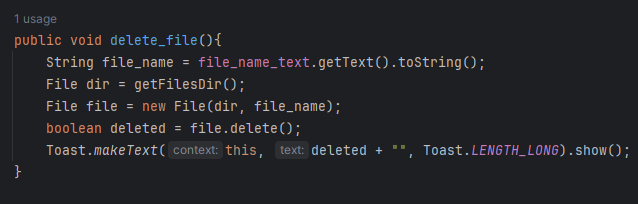 1 usage
public void delete_file(){
    String file_name = file_name_text.getText().toString();
    File dir = getFilesDir();
    File file = new File(dir, file_name);
    boolean deleted = file.delete();
    Toast.makeText( context: this,  text: deleted + "", Toast.LENGTH_LONG).show();
}